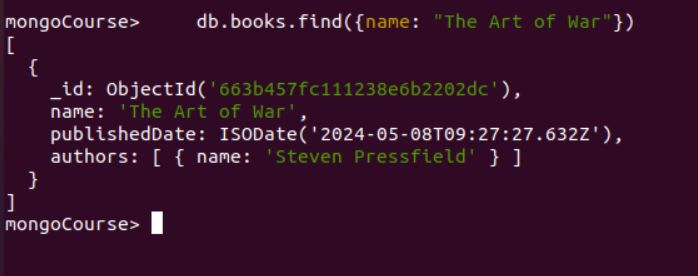 mongoCourse> db.books.find({name: "The Art of War"})
[
{
_id: ObjectId('663b457fc111238e6b2202dc'),
name: 'The Art of War',
publishedDate: ISODate('2024-05-08T09:27:27.632Z'),
authors: [ { name: 'Steven Pressfield' } ]
}
]
mongoCourse>